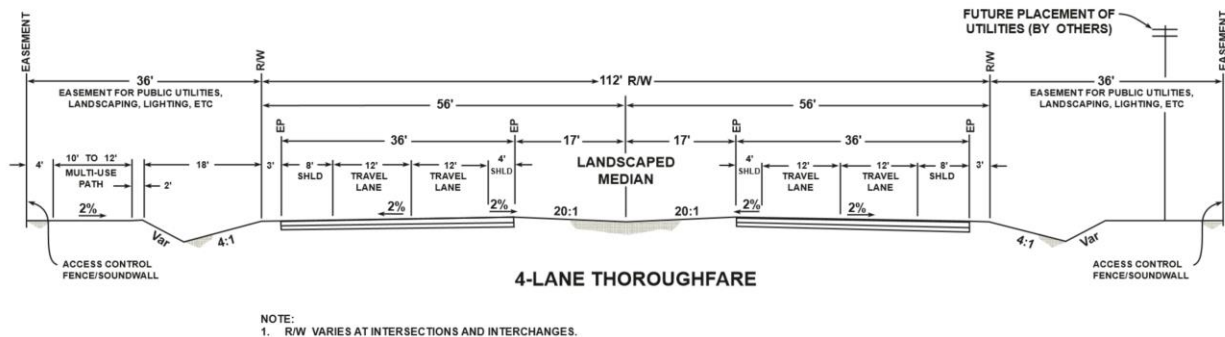 EASEMENT
R/W
FUTURE PLACEMENT OF
UTILITIES (BY OTHERS)
R/W
EASEMENT
36'
112' R/W
36'
EASEMENT FOR PUBLIC UTILITIES,
LANDSCAPING, LIGHTING, ETC
EASEMENT FOR PUBLIC UTILITIES,
LANDSCAPING, LIGHTING, ETC
56'
56'
EP
EP
EP
EP
36'
17'
17'
36'
4'
10' TO 12'
MULTI-USE
PATH
2'
18'
3'
8'
SHLD
12'
TRAVEL
LANE
12'
TRAVEL
LANE
4'
SHLD
LANDSCAPED
MEDIAN
4'
SHLD
12'
TRAVEL
LANE
12'
TRAVEL
LANE
8'
SHLD
3'
2%
2%
2%
20:1
20:1
2%
2%
Var
4:1
4:1
Var
ACCESS CONTROL
FENCE/SOUNDWALL
ACCESS CONTROL
FENCE/SOUNDWALL
4-LANE THOROUGHFARE
NOTE:
1. R/W VARIES AT INTERSECTIONS AND INTERCHANGES.